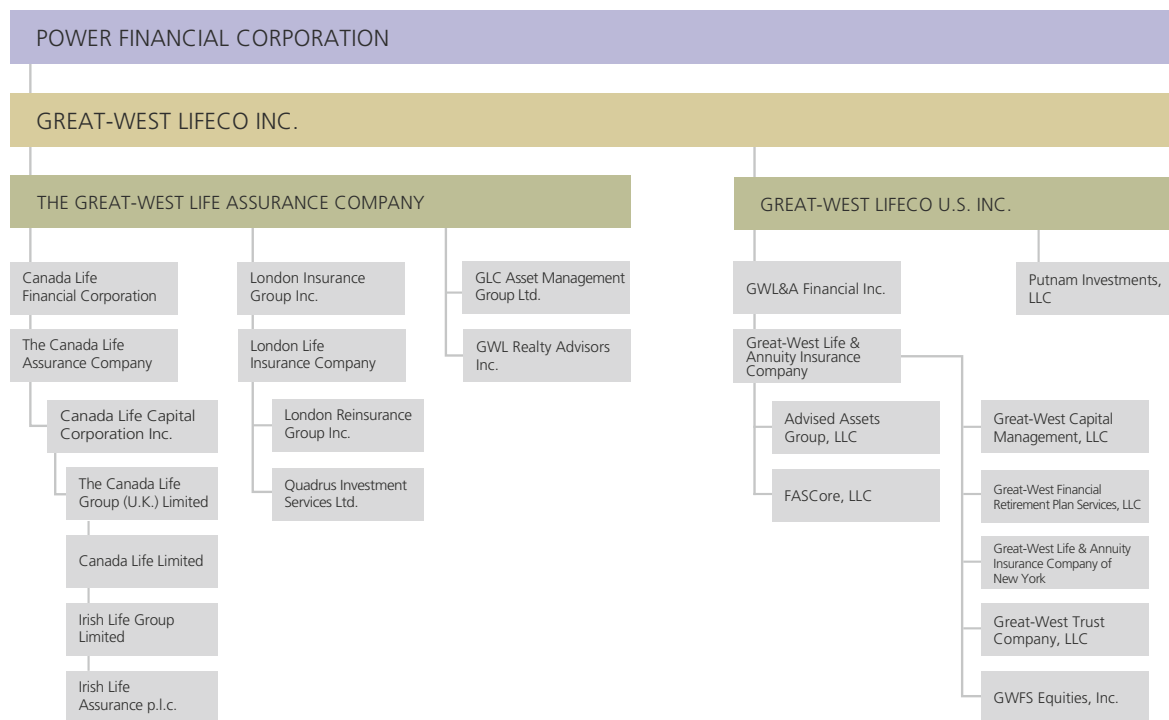 POWER FINANCIAL CORPORATION
GREAT-WEST LIFECO INC.
THE GREAT-WEST LIFE ASSURANCE COMPANY
Canada Life
Financial Corporation
The Canada Life
Assurance Company
Canada Life Capital
Corporation Inc.
The Canada Life
Group (U.K.) Limited
Canada Life Limited
Irish Life Group
Limited
Irish Life
Assurance p.l.c.
London Insurance
Group Inc.
London Life
Insurance Company
London Reinsurance
Group Inc.
Quadrus Investment
Services Ltd.
GLC Asset Management
Group Ltd.
GWL Realty Advisors
Inc.
GREAT-WEST LIFECO U.S. INC.
GWL&A Financial Inc.
Great-West Life &
Annuity Insurance
Company
Advised Assets
Group, LLC
FASCore, LLC
Great-West Capital
Management, LLC
Great-West Financial
Retirement Plan Services, LLC
Great-West Life & Annuity
Insurance Company of
New York
Great-West Trust
Company, LLC
GWFS Equities, Inc.
Putnam Investments,
LLC